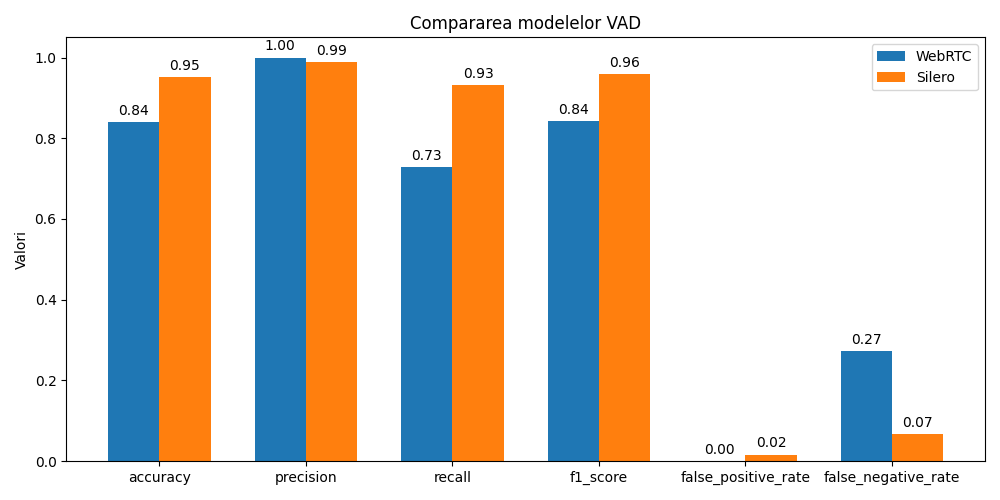 Compararea modelelor VAD
WebRTC
Silero
Valori
1.0
0.8
0.6
0.4
0.2
0.0
0.84
0.95
1.00
0.99
0.73
0.93
0.84
0.96
0.00
0.02
0.27
0.07
accuracy
precision
recall
f1_score
false_positive_rate
false_negative_rate